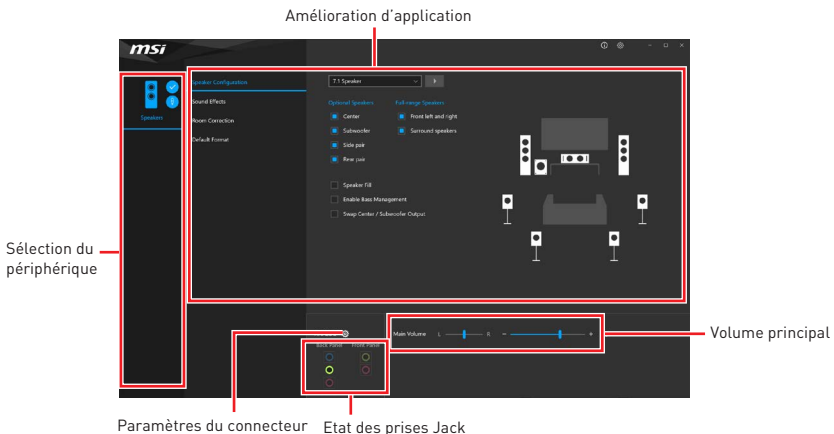 Amélioration d'application
msi
Speaker Configuration
Sound Effects
Room Correction
Default Format
Speakers
7.1 Speaker
Optional Speakers
Full-range Speakers
Center
Front left and right
Subwoofer
Surround speakers
Side pair
Rear pair
Speaker Fill
Enable Bass Management
Swap Center / Subwoofer Output
Sélection du
périphérique
Main Volume
L
R
-
+
Volume principal
Back Panel
Front Panel
Paramètres du connecteur
Etat des prises Jack